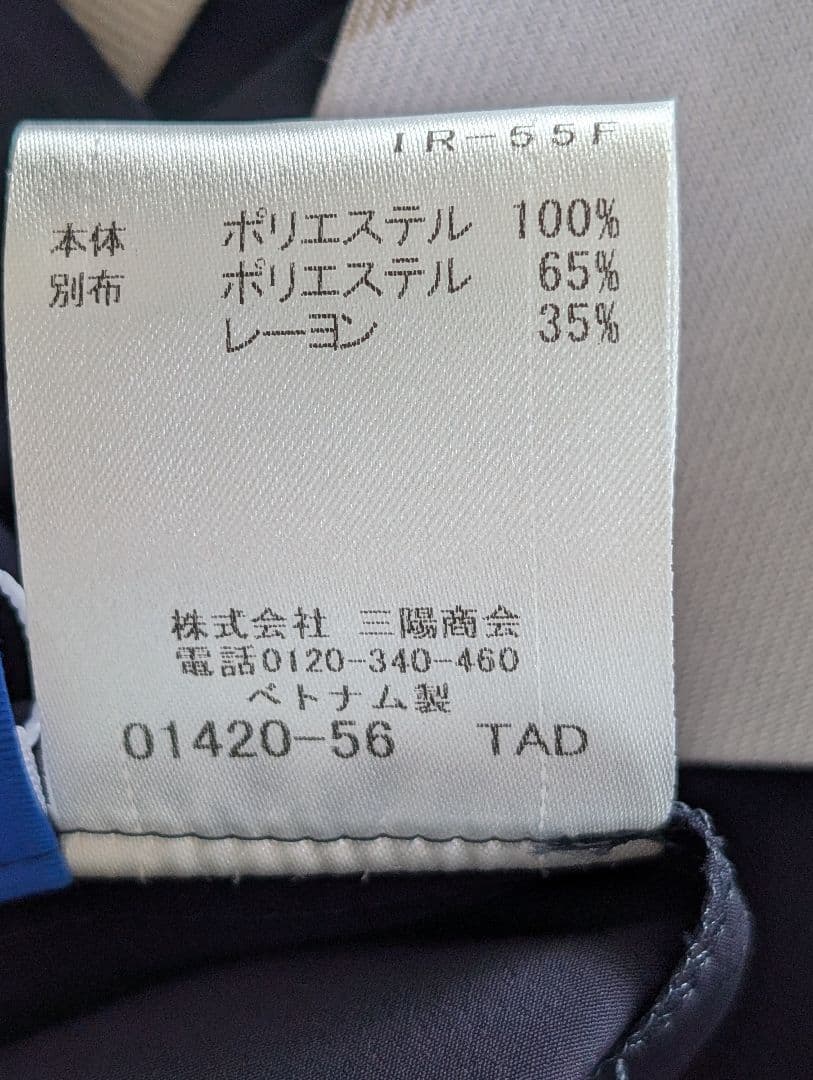 IR-55F
本体 ポリエステル 100%
別布 ポリエステル 65%
レーヨン 35%
株式会社 三陽商会
電話0120-340-460
ベトナム製
01420-56 TAD